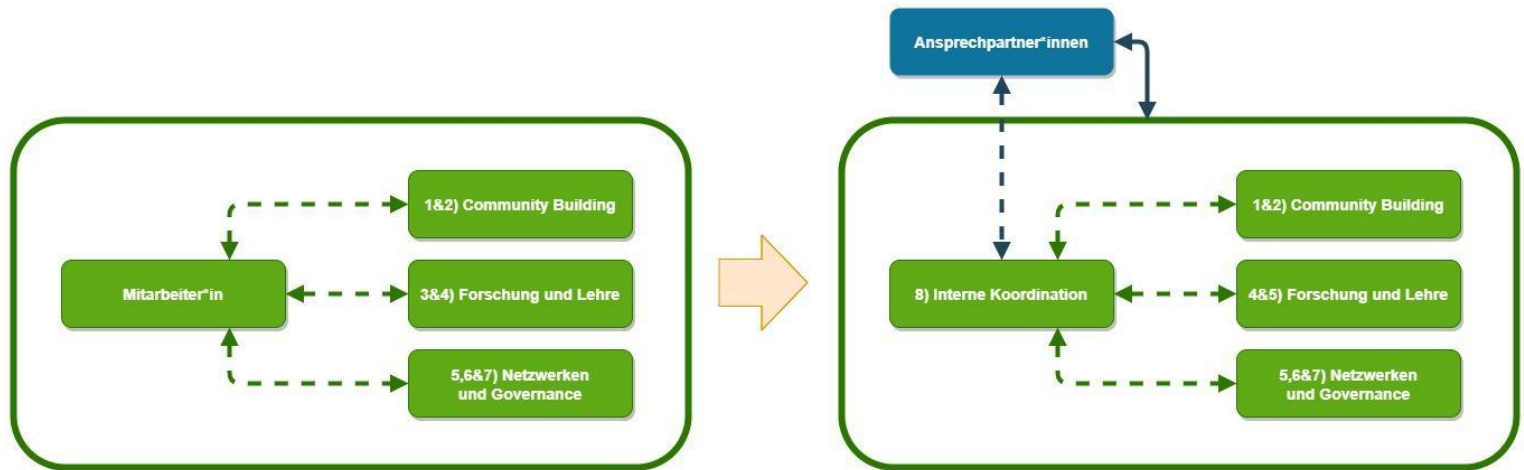 Ansprechpartner*innen
1&2) Community Building
Mitarbeiter*in
3&4) Forschung und Lehre
5,6&7) Netzwerken
und Governance
1&2) Community Building
8) Interne Koordination
4&5) Forschung und Lehre
5,6&7) Netzwerken
und Governance